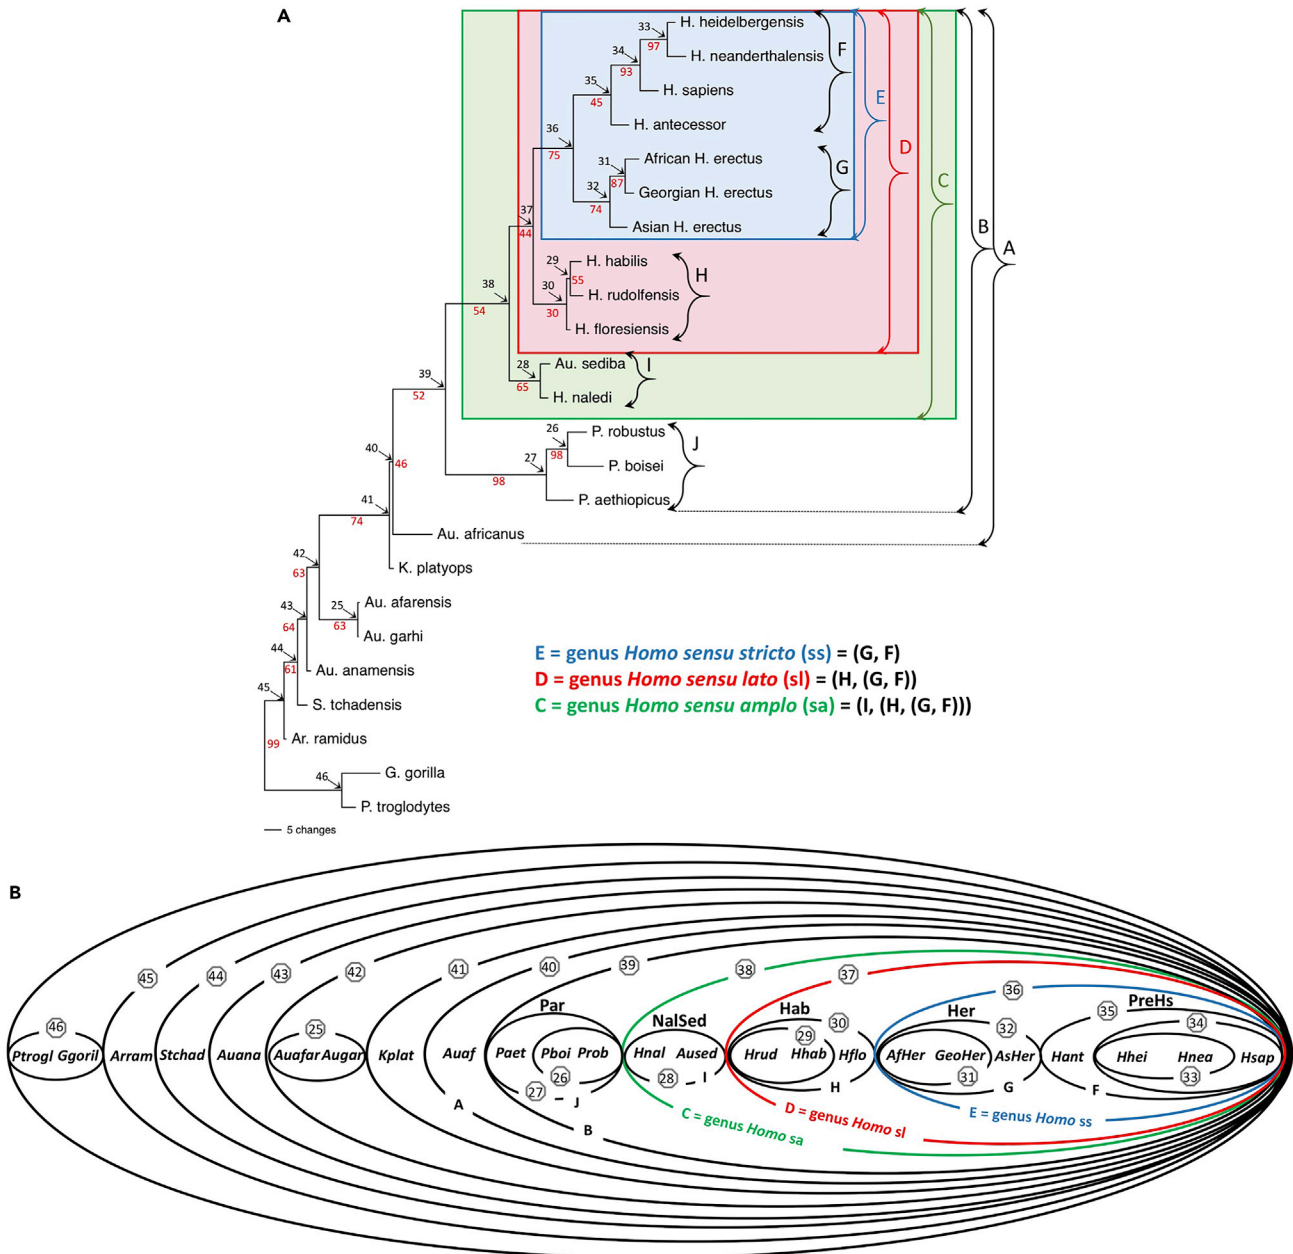 A
33
H. heidelbergensis
97
34
H. neanderthalensis
F
93
35
H. sapiens
45
E
H. antecessor
36
75
D
31
African H. erectus
87
G
32
Georgian H. erectus
C
74
37
Asian H. erectus
44
B
A
29
H. habilis
55
H
30
H. rudolfensis
38
30
54
H. floresiensis
28
Au. sediba
I
65
39
H. naledi
52
26
P. robustus
J
40
98
27
P. boisei
46
98
P. aethiopicus
41
74
Au. africanus
42
63
K. platyops
43
25
Au. afarensis
64
63
Au. garhi
44
61
Au. anamensis
45
S. tchadensis
99
Ar. ramidus
46
G. gorilla
P. troglodytes
5 changes
E = genus Homo sensu stricto (ss) = (G, F)
D = genus Homo sensu lato (sl) = (H, (G, F))
C = genus Homo sensu amplo (sa) = (I, (H, (G, F)))
B
45 44 43 42 41 40 39 38 37 36
Par NalSed Hab Her PreHs
46 25 29 30 32 35 34
Ptrogl Ggoril Arram Stchad Auana Auafar Augar Kplat Auaf Paet Pboi Prob Hnal Aused Hrud Hhab Hflo AfHer GeoHer AsHer Hant Hhei Hnea Hsap
27 26 28 31 33
A J I H G F
B
C = genus Homo sa
D = genus Homo sl
E = genus Homo ss